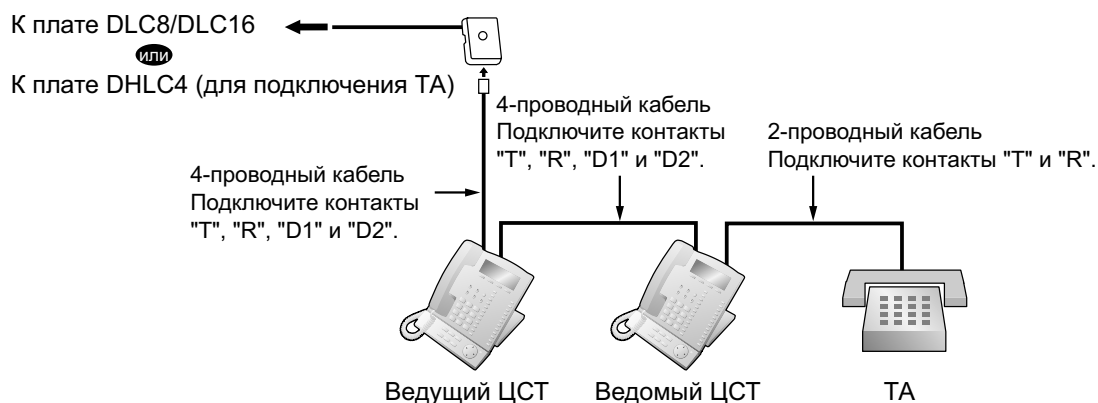 К плате DLC8/DLC16
или
К плате DHLC4 (для подключения ТА)
4-проводный кабель
Подключите контакты
"T", "R", "D1" и "D2".
2-проводный кабель
Подключите контакты "T" и "R".
4-проводный кабель
Подключите контакты
"T", "R", "D1" и "D2".
Ведущий ЦСТ
Ведомый ЦСТ
ТА